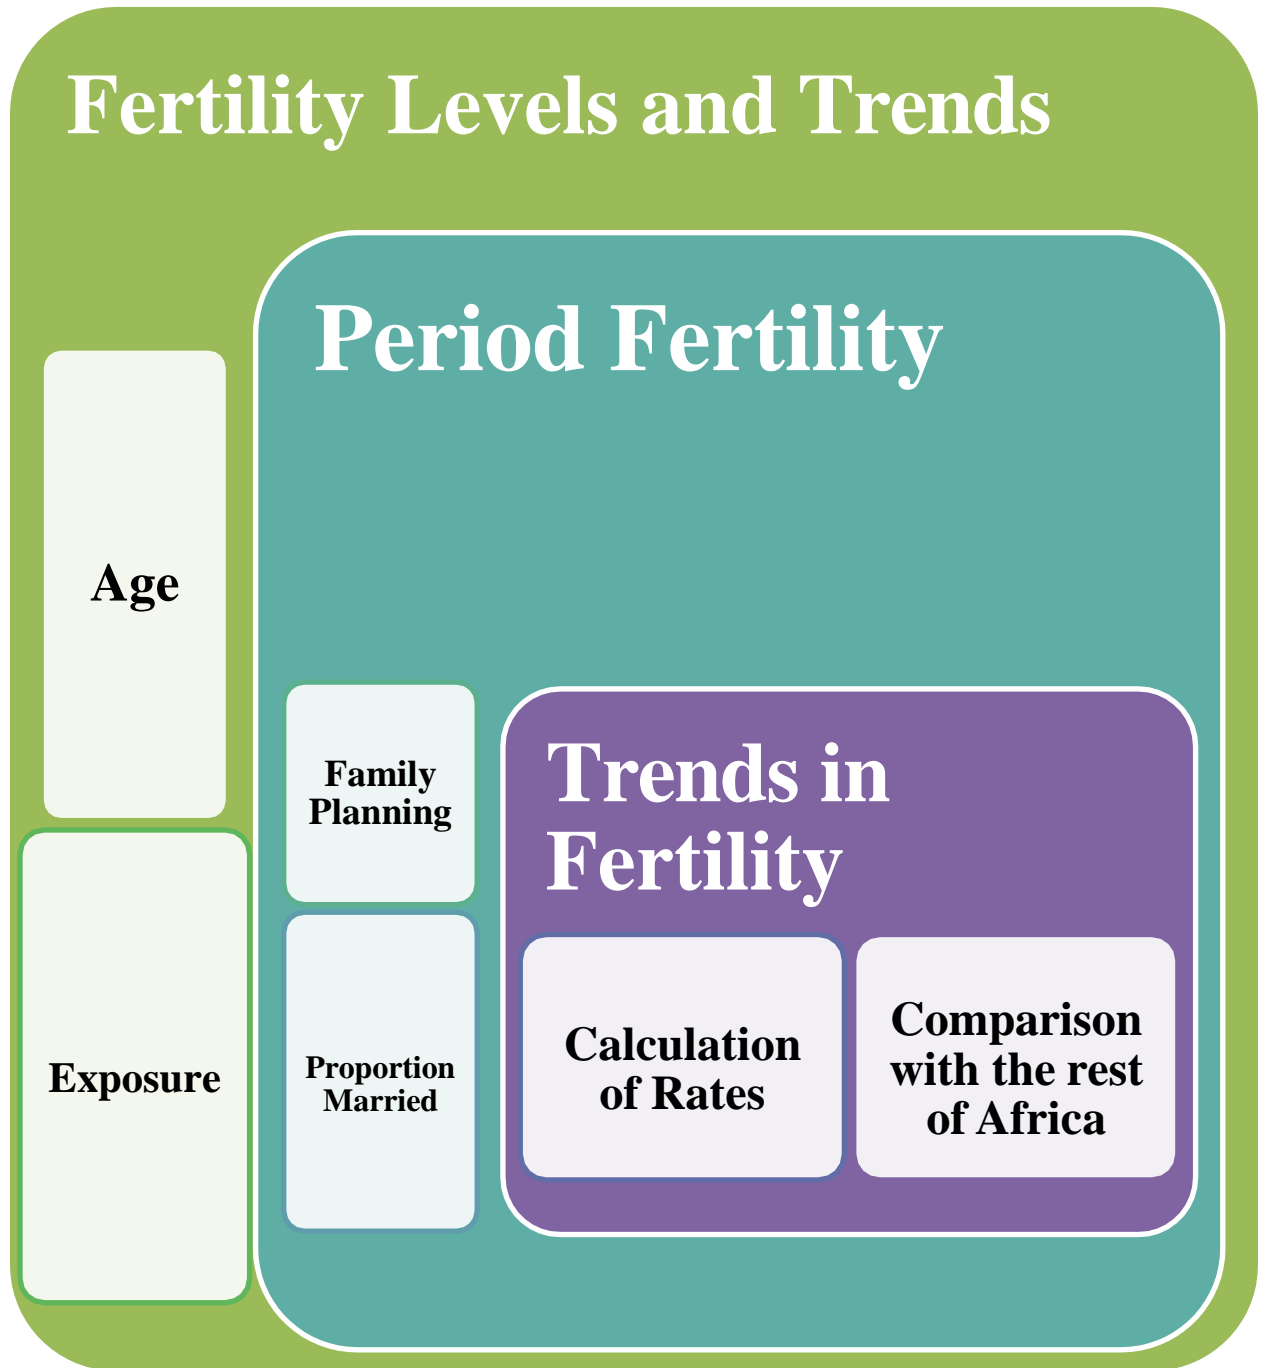 Fertility Levels and Trends
Period Fertility
Age
Family
Planning
Trends in
Fertility
Exposure
Proportion
Married
Calculation
of Rates
Comparison
with the rest
of Africa